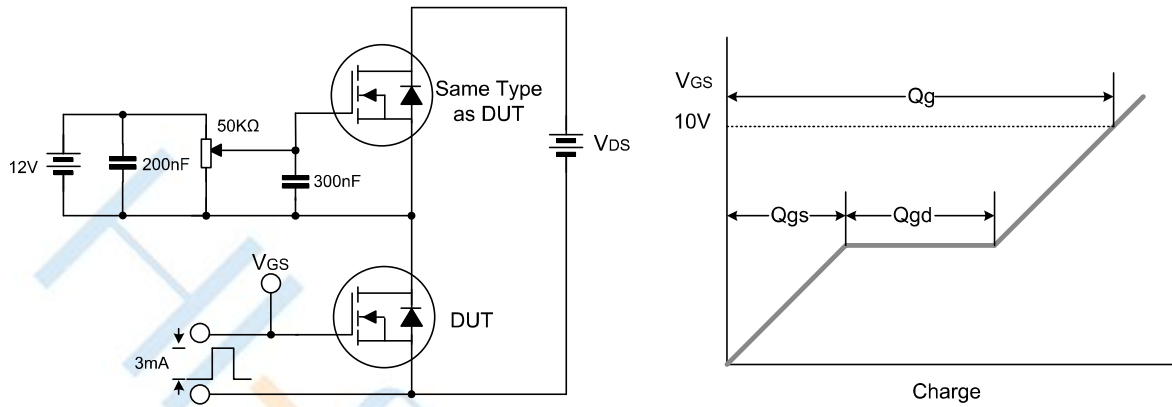 12V
200nF
50KΩ
300nF
Same Type
as DUT
VDS
VGS
DUT
3mA
VGS
10V
Qg
Qgs
Qgd
Charge